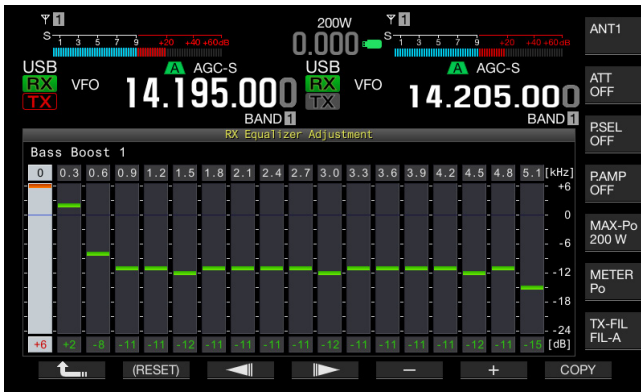 1 200W 1 ANT1
S 1 3 5 7 9 +20 +40 +60dB 0.000 S 1 3 5 7 9 +20 +40 +60dB
USB A AGC-S USB A AGC-S ATT
RX VFO 14.195.000 RX VFO 14.205.000 OFF
TX TX
BAND 1 BAND 1
P.SEL
OFF
RX Equalizer Adjustment
Bass Boost 1
0 0.3 0.6 0.9 1.2 1.5 1.8 2.1 2.4 2.7 3.0 3.3 3.6 3.9 4.2 4.5 4.8 5.1 [kHz]
P.AMP
OFF
+6
0
-6
-12
-18
-24
MAX-Po
200 W
METER
Po
TX-FIL
FIL-A
+6 +2 -8 -11 -11 -12 -11 -11 -11 -11 -12 -11 -11 -11 -11 -12 -11 -15 [dB]
(RESET) − + COPY